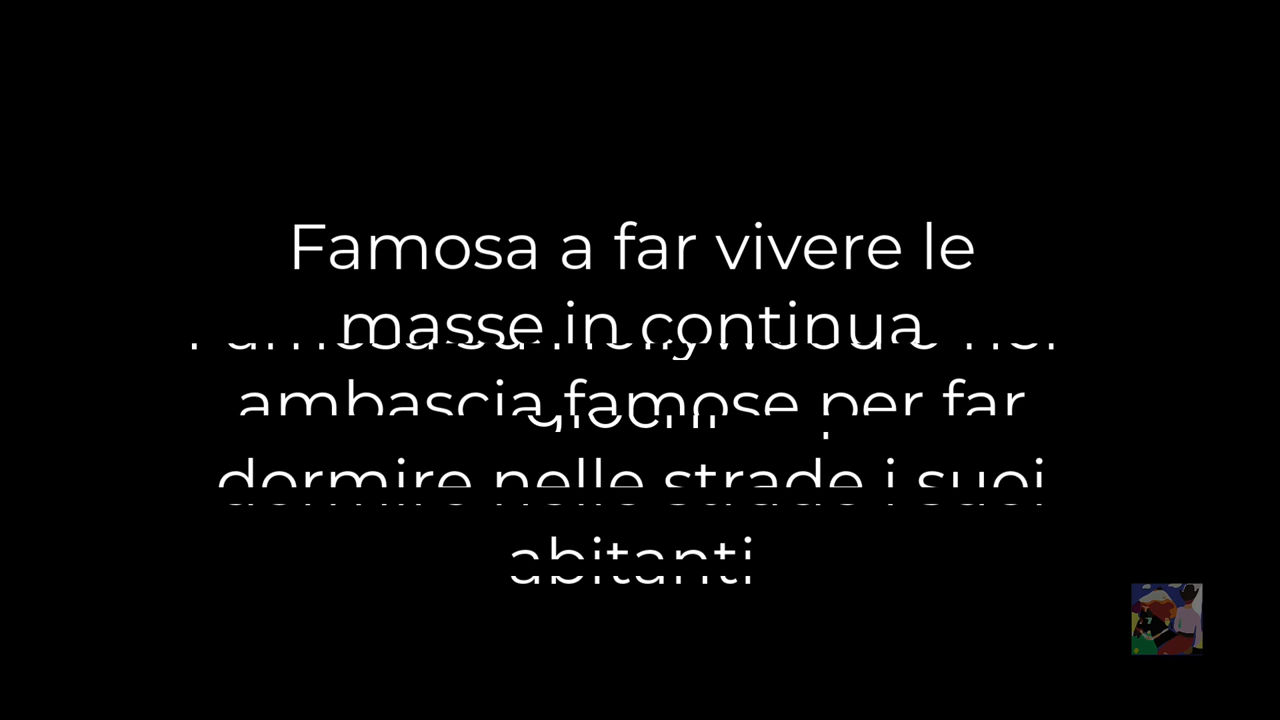 Famosa a far vivere le
masse in continua
ambascia famose per far
dormire nelle strade i suoi
abitanti